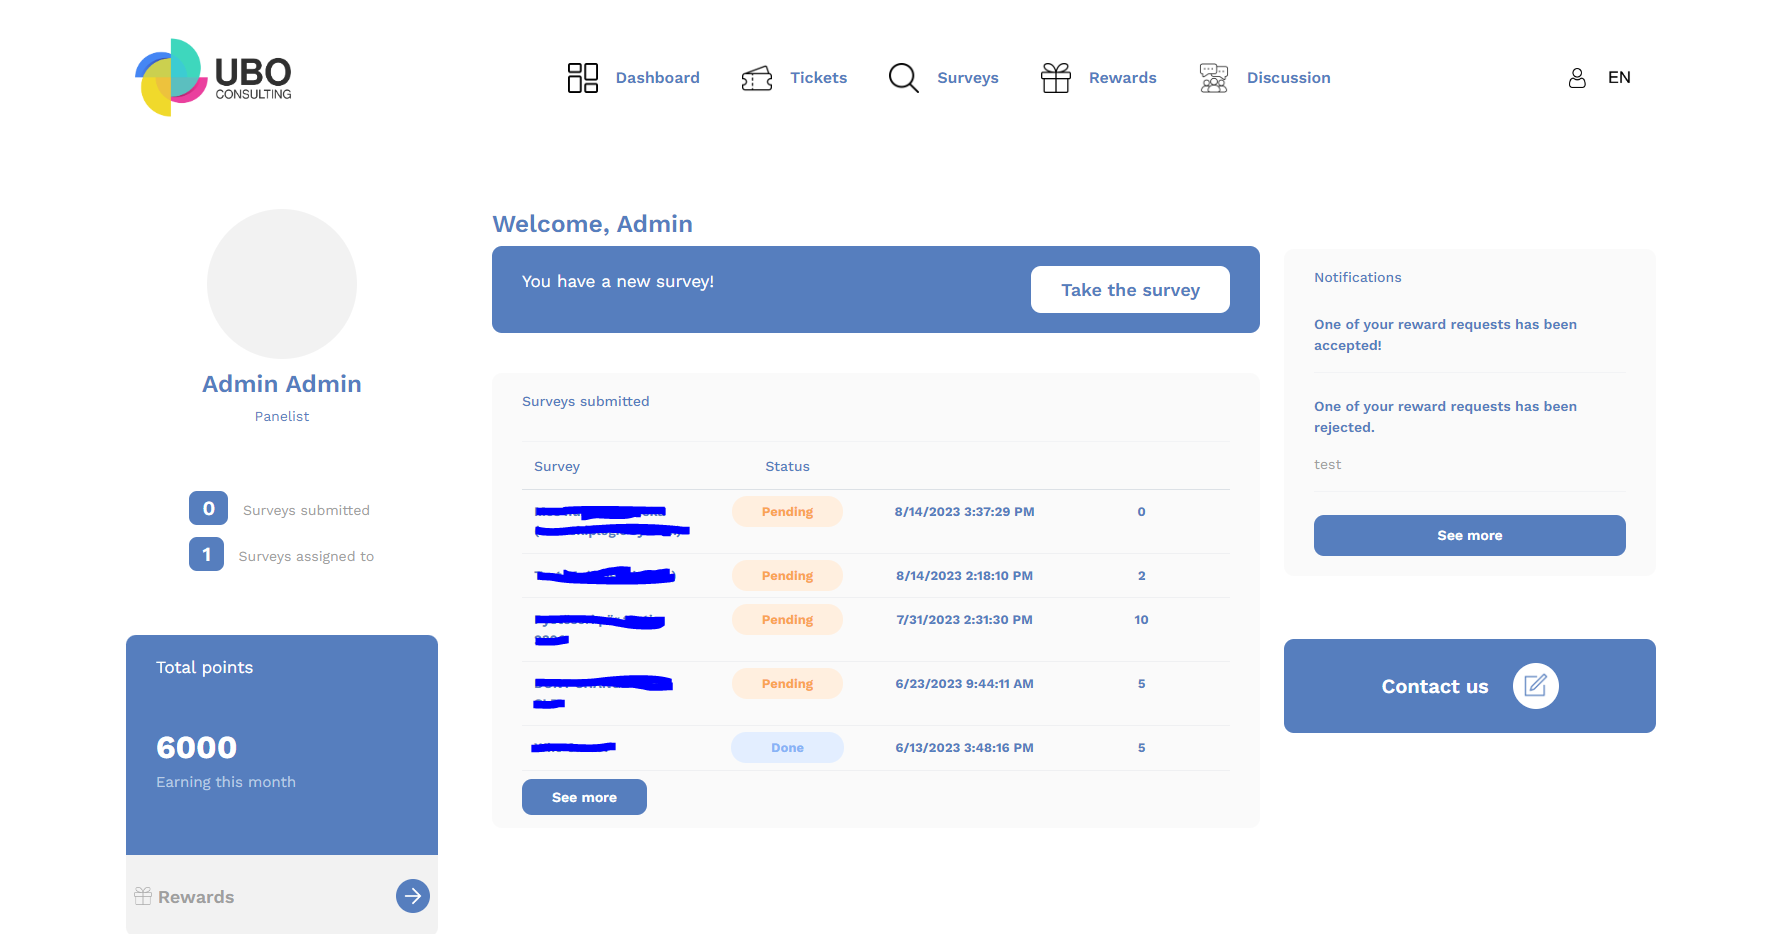 UBO
CONSULTING
Dashboard
Tickets
Surveys
Rewards
Discussion
EN
Admin Admin
Panelist
0 Surveys submitted
1 Surveys assigned to
Total points
6000
Earning this month
Rewards
Welcome, Admin
You have a new survey!
Take the survey
Surveys submitted
Survey Status
Pending 8/14/2023 3:37:29 PM 0
Pending 8/14/2023 2:18:10 PM 2
Pending 7/31/2023 2:31:30 PM 10
Pending 6/23/2023 9:44:11 AM 5
Done 6/13/2023 3:48:16 PM 5
See more
Notifications
One of your reward requests has been
accepted!
One of your reward requests has been
rejected.
test
See more
Contact us